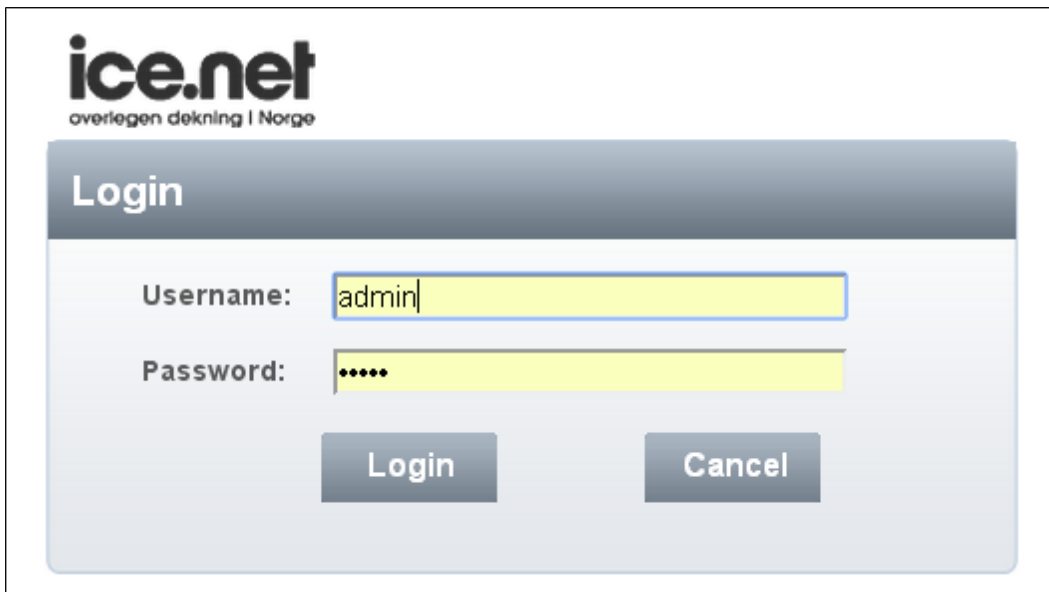 ice.net
overlegen dekning I Norge
Login
Username: admin
Password: •••••
Login Cancel